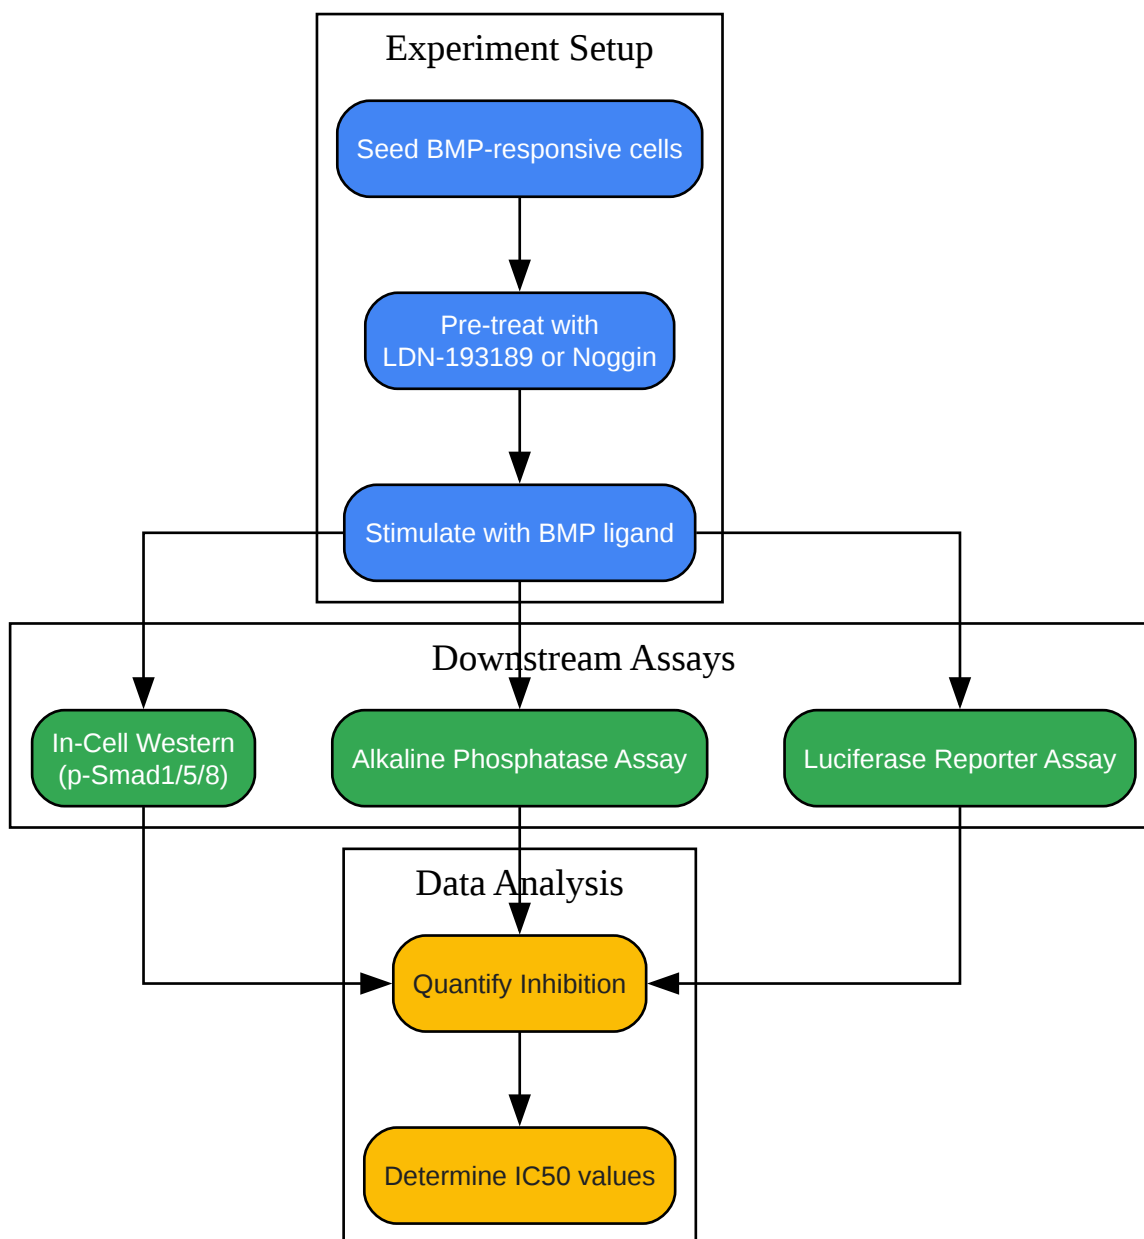 Experiment Setup
Seed BMP-responsive cells
Pre-treat with
LDN-193189 or Noggin
Stimulate with BMP ligand
Downstream Assays
In-Cell Western
(p-Smad1/5/8)
Alkaline Phosphatase Assay
Luciferase Reporter Assay
Data Analysis
Quantify Inhibition
Determine IC50 values